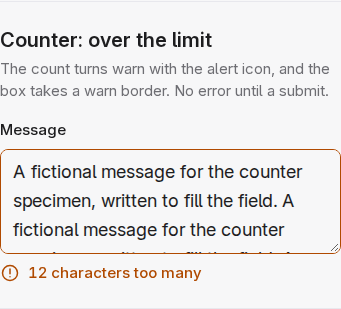 Counter: over the limit
The count turns warn with the alert icon, and the
box takes a warn border. No error until a submit.
Message
A fictional message for the counter
specimen, written to fill the field. A
fictional message for the counter
12 characters too many